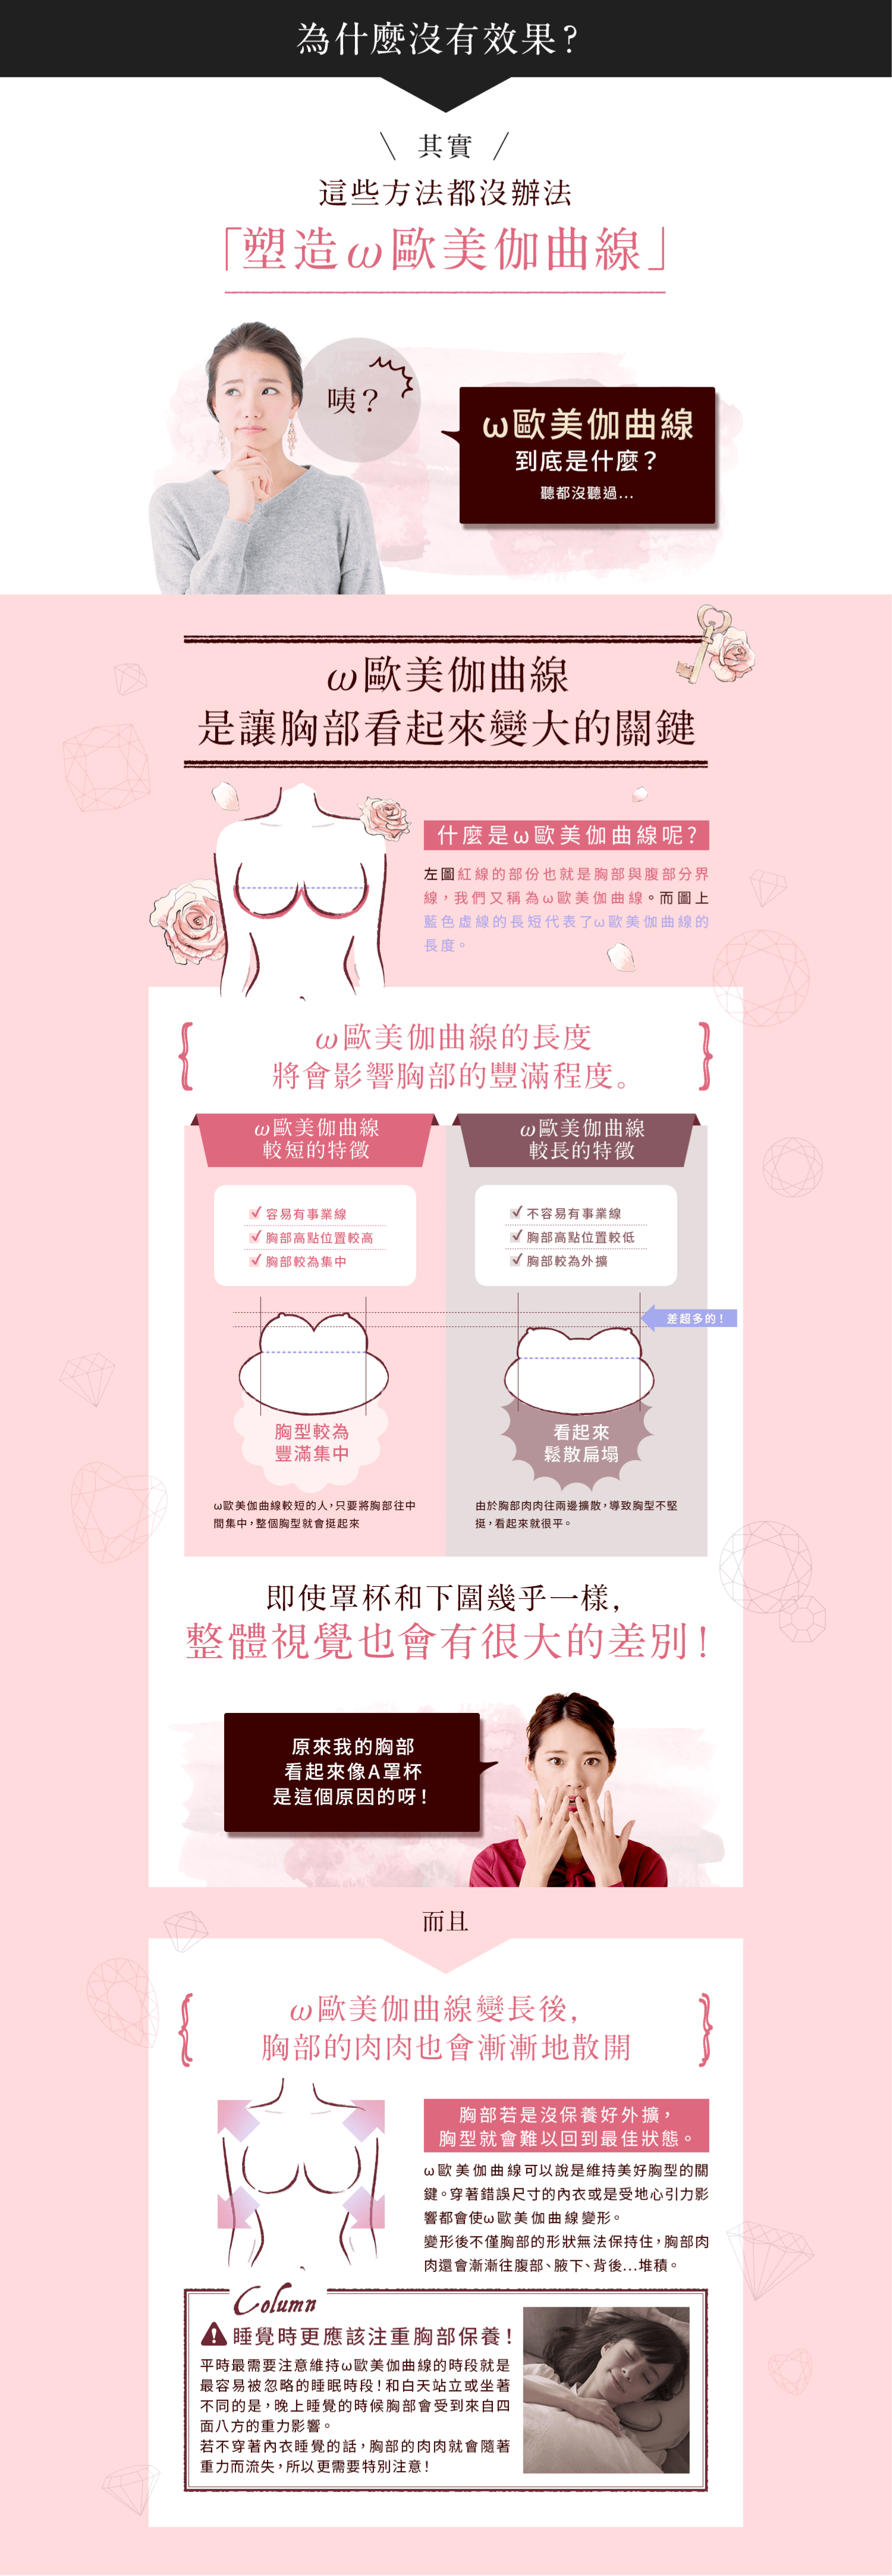 為什麼沒有效果?
\ 其實 /
這些方法都沒辦法
「塑造ω歐美伽曲線」
咦?
ω歐美伽曲線
到底是什麼?
聽都沒聽過...
ω歐美伽曲線
是讓胸部看起來變大的關鍵
什麼是ω歐美伽曲線呢?
左圖紅線的部份也就是胸部與腹部分界
線，我們又稱為ω歐美伽曲線。而圖上
藍色虛線的長短代表了ω歐美伽曲線的
長度。
ω歐美伽曲線的長度
將會影響胸部的豐滿程度。
ω歐美伽曲線
較短的特徵
容易有事業線
胸部高點位置較高
胸部較為集中
胸型較為
豐滿集中
ω歐美伽曲線較短的人，只要將胸部往中
間集中，整個胸型就會挺起來
ω歐美伽曲線
較長的特徵
不容易有事業線
胸部高點位置較低
胸部較為外擴
差超多的！
看起來
鬆散扁塌
由於胸部肉肉往兩邊擴散，導致胸型不堅
挺，看起來就很平。
即使罩杯和下圍幾乎一樣，
整體視覺也會有很大的差別！
原來我的胸部
看起來像A罩杯
是這個原因的呀！
而且
ω歐美伽曲線變長後，
胸部的肉肉也會漸漸地散開
胸部若是沒保養好外擴，
胸型就會難以回到最佳狀態。
ω歐美伽曲線可以說是維持美好胸型的關
鍵。穿著錯誤尺寸的內衣或是受地心引力影
響都會使ω歐美伽曲線變形。
變形後不僅胸部的形狀無法保持住，胸部肉
肉還會漸漸往腹部、腋下、背後...堆積。
Column
睡覺時更應該注重胸部保養！
平時最需要注意維持ω歐美伽曲線的時段就是
最容易被忽略的睡眠時段！和白天站立或坐著
不同的是，晚上睡覺的時候胸部會受到來自四
面八方的重力影響。
若不穿著內衣睡覺的話，胸部的肉肉就會隨著
重力而流失，所以更需要特別注意！